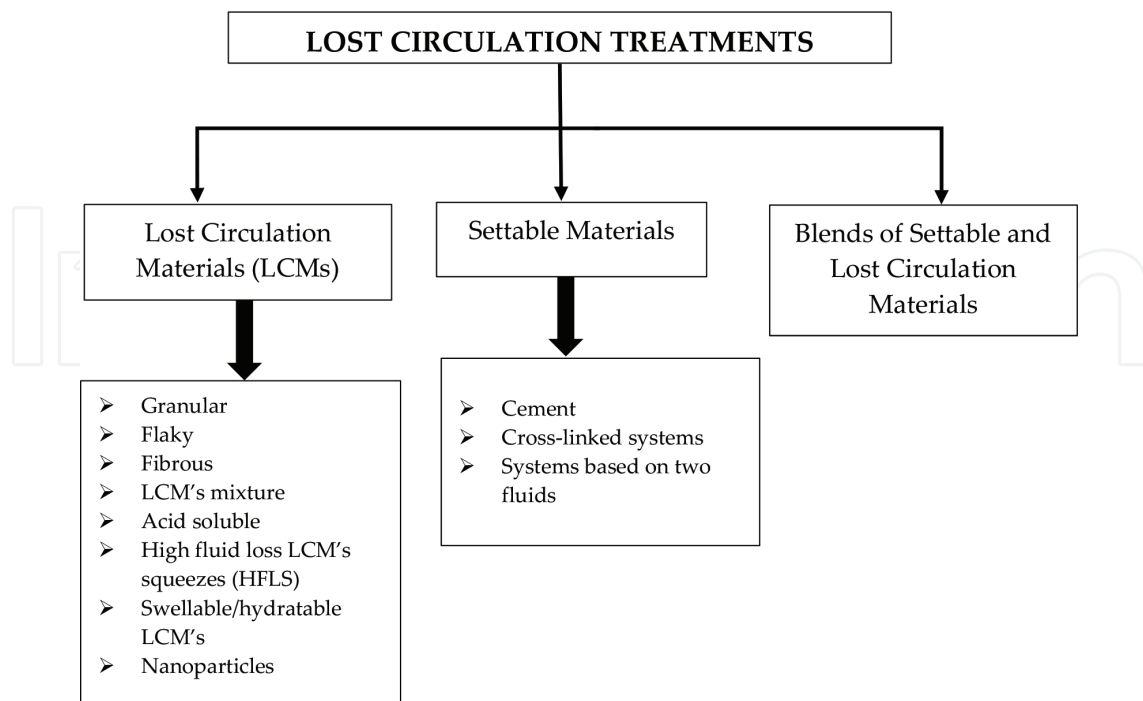 LOST CIRCULATION TREATMENTS
Lost Circulation
Materials (LCMs)
Settable Materials
Blends of Settable and
Lost Circulation
Materials
➢ Granular
➢ Flaky
➢ Fibrous
➢ LCM’s mixture
➢ Acid soluble
➢ High fluid loss LCM’s
squeezes (HFLS)
➢ Swellable/hydratable
LCM’s
➢ Nanoparticles
➢ Cement
➢ Cross-linked systems
➢ Systems based on two
fluids